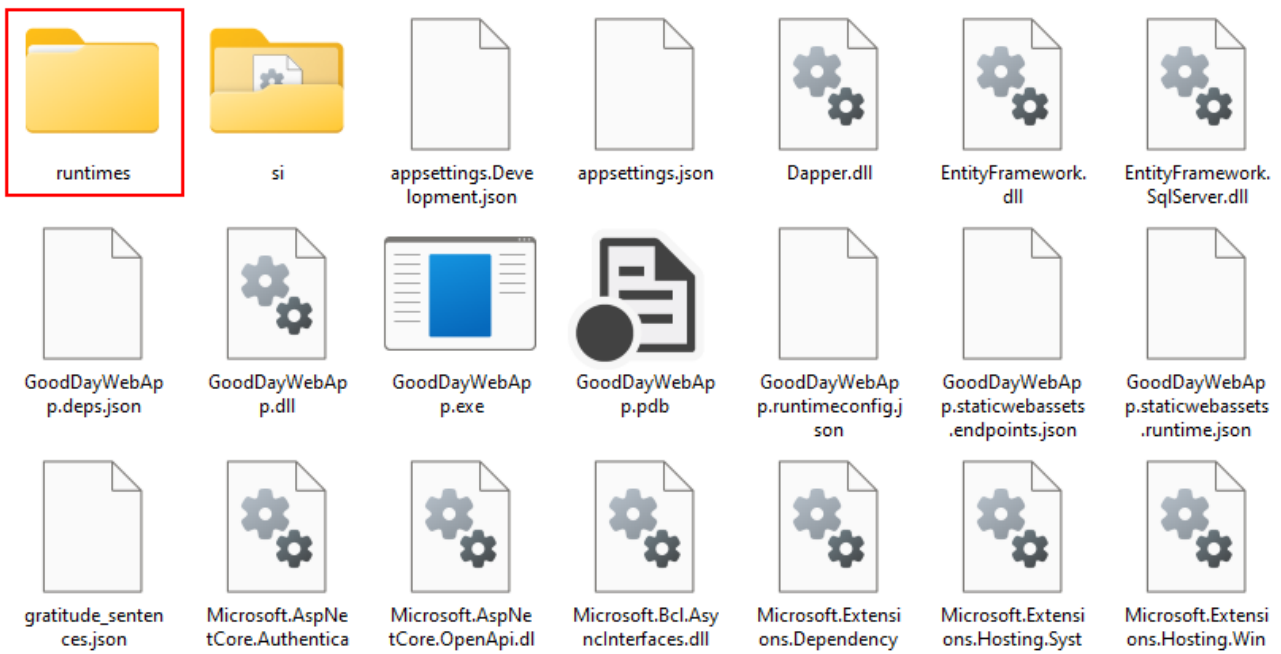 runtimes
si
appsettings.Deve
lopment.json
appsettings.json
Dapper.dll
EntityFramework.
dll
EntityFramework.
SqlServer.dll
GoodDayWebAp
p.deps.json
GoodDayWebAp
p.dll
GoodDayWebAp
p.exe
GoodDayWebAp
p.pdb
GoodDayWebAp
p.runtimeconfig.j
son
GoodDayWebAp
p.staticwebassets
.endpoints.json
GoodDayWebAp
p.staticwebassets
.runtime.json
gratitude_senten
ces.json
Microsoft.AspNe
tCore.Authentica
Microsoft.AspNe
tCore.OpenApi.dl
Microsoft.Bcl.Asy
ncInterfaces.dll
Microsoft.Extensi
ons.Dependency
Microsoft.Extensi
ons.Hosting.Syst
Microsoft.Extensi
ons.Hosting.Win